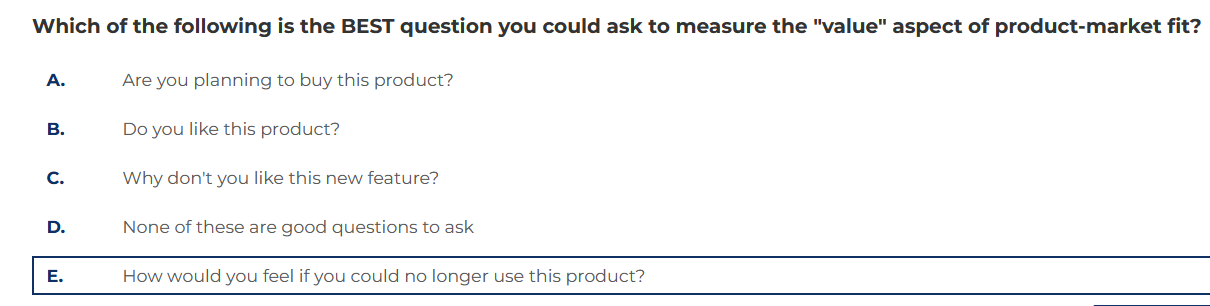 Which of the following is the BEST question you could ask to measure the "value" aspect of product-market fit?
A. Are you planning to buy this product?
B. Do you like this product?
C. Why don't you like this new feature?
D. None of these are good questions to ask
E. How would you feel if you could no longer use this product?